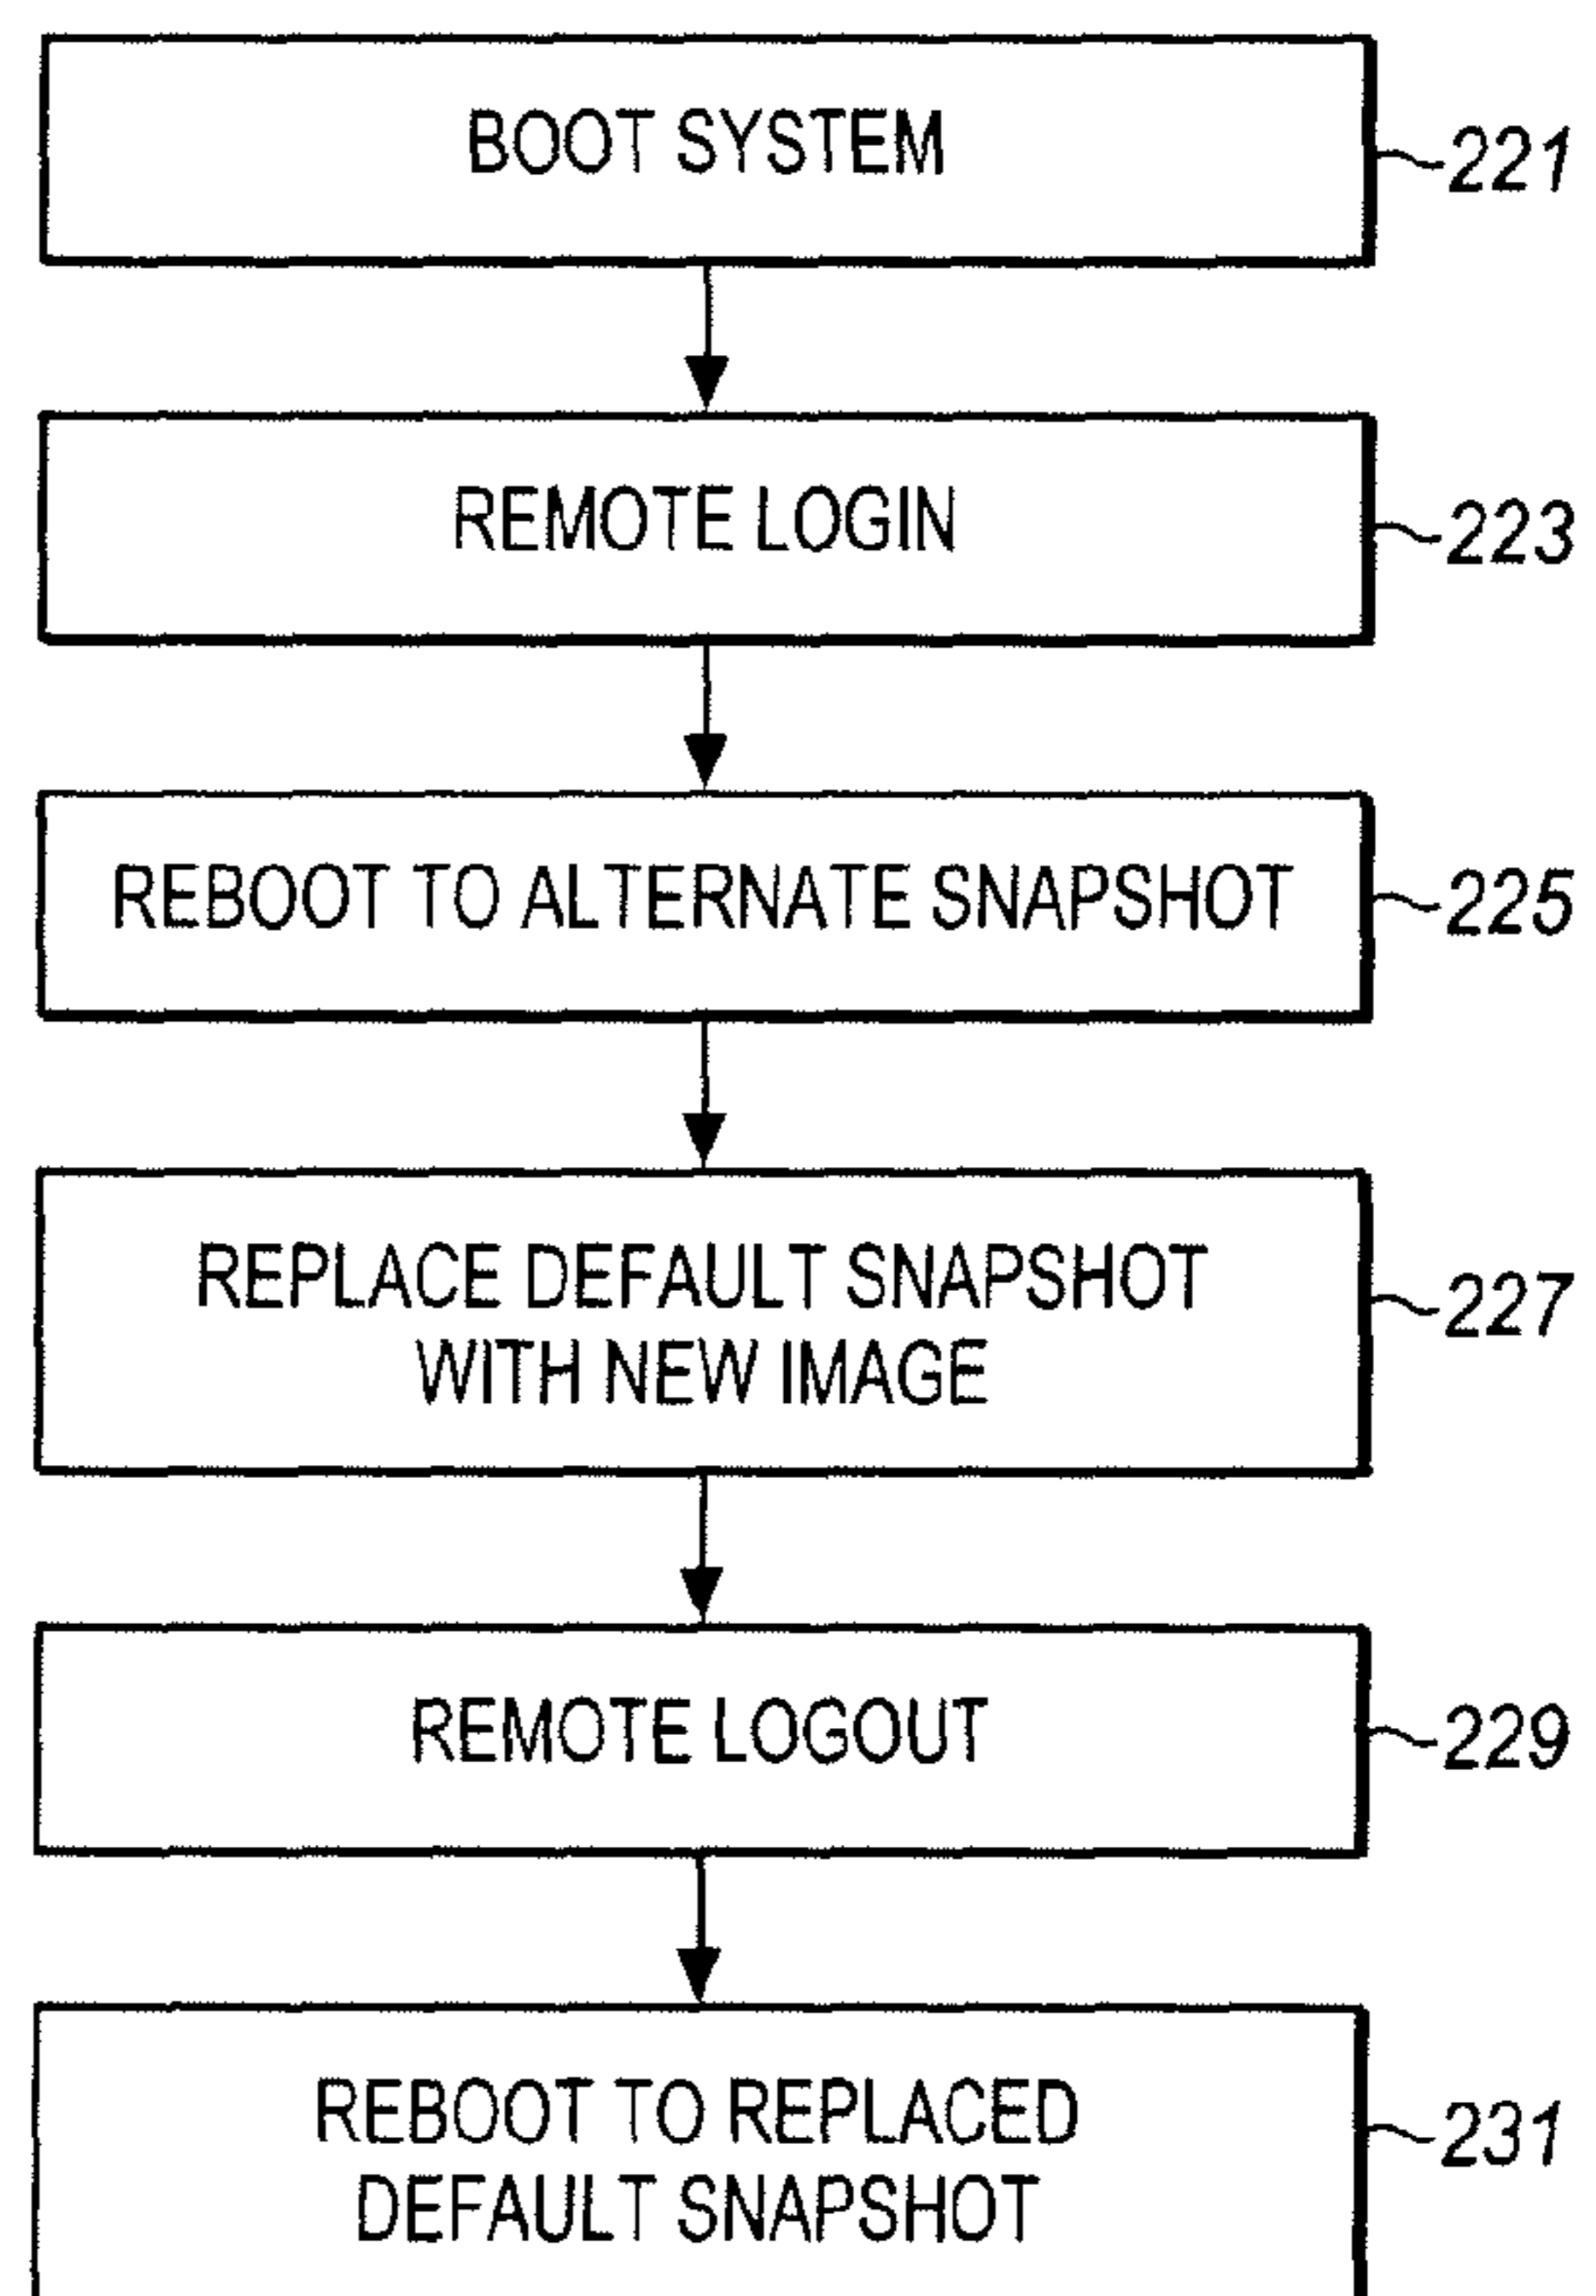 BOOT SYSTEM
221
REMOTE LOGIN
223
REBOOT TO ALTERNATE SNAPSHOT
225
REPLACE DEFAULT SNAPSHOT
WITH NEW IMAGE
227
REMOTE LOGOUT
229
REBOOT TO REPLACED
DEFAULT SNAPSHOT
231